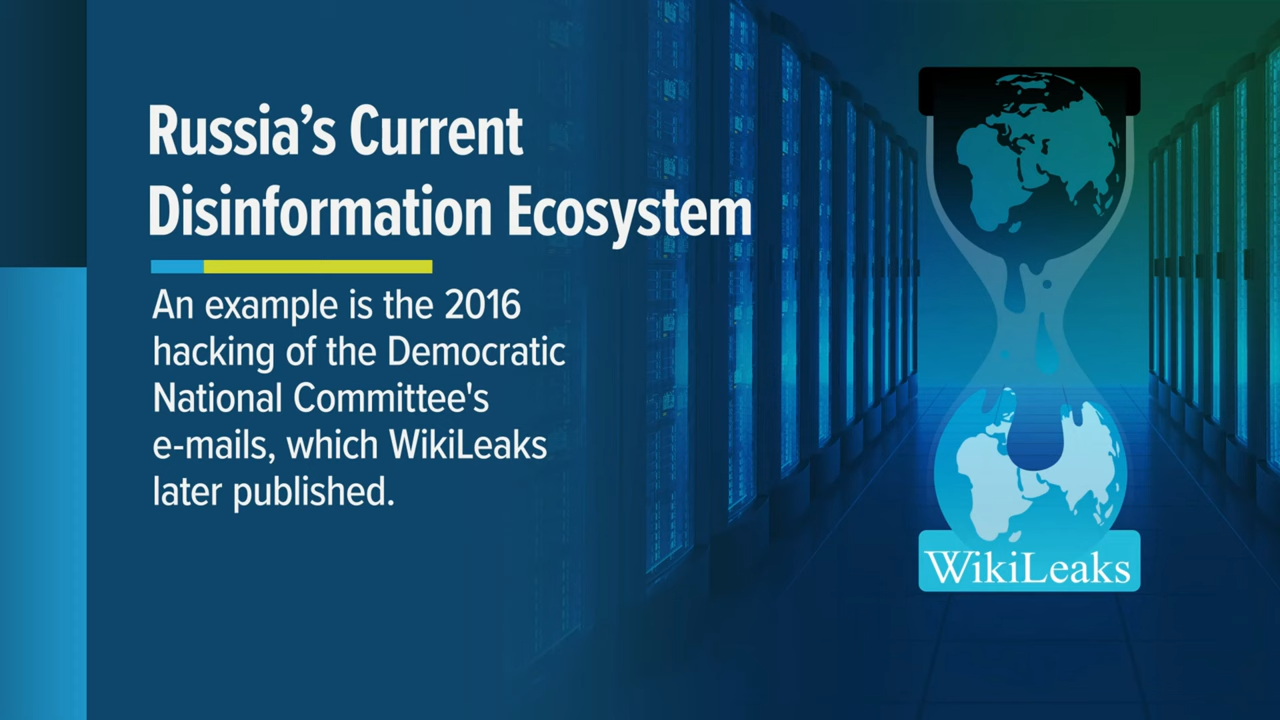 Russia’s Current
Disinformation Ecosystem
An example is the 2016
hacking of the Democratic
National Committee's
e-mails, which WikiLeaks
later published.
WikiLeaks